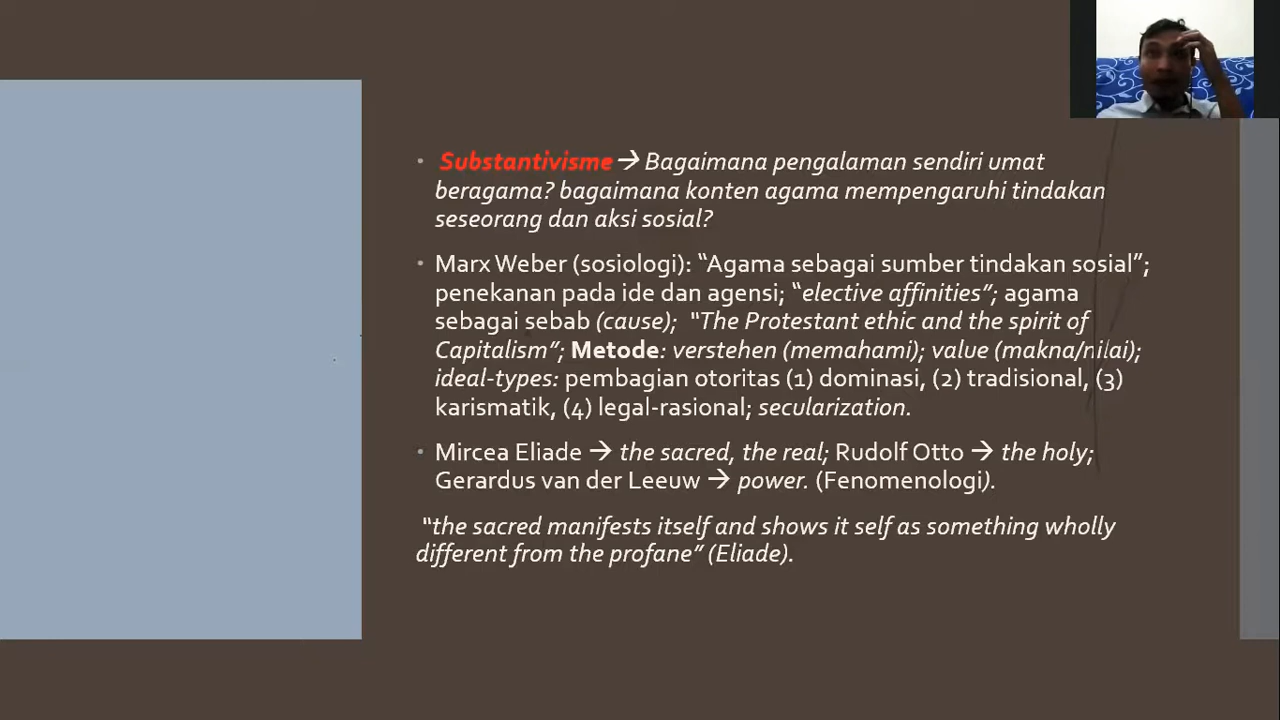 • Substantivisme → Bagaimana pengalaman sendiri umat
beragama? bagaimana konten agama mempengaruhi tindakan
seseorang dan aksi sosial?
• Marx Weber (sosiologi): “Agama sebagai sumber tindakan sosial”;
penekanan pada ide dan agensi; “elective affinities”; agama
sebagai sebab (cause); “The Protestant ethic and the spirit of
Capitalism”; Metode: verstehen (memahami); value (makna/nilai);
ideal-types: pembagian otoritas (1) dominasi, (2) tradisional, (3)
karismatik, (4) legal-rasional; secularization.
• Mircea Eliade → the sacred, the real; Rudolf Otto → the holy;
Gerardus van der Leeuw → power. (Fenomenologi).
“the sacred manifests itself and shows it self as something wholly
different from the profane” (Eliade).